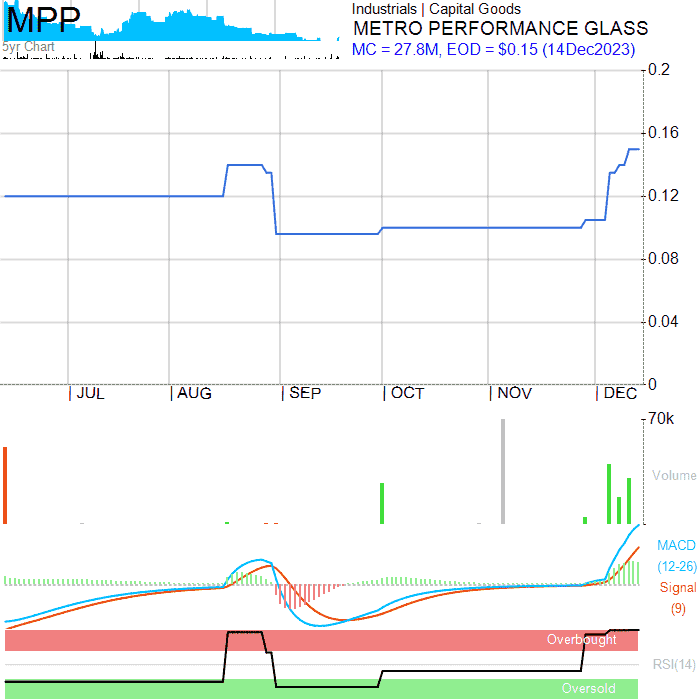 MPP
5yr Chart
Industrials | Capital Goods
METRO PERFORMANCE GLASS
MC = 27.8M, EOD = $0.15 (14Dec2023)
0.2
0.16
0.12
0.08
0.04
0
| JUL | AUG | SEP | OCT | NOV | DEC
70k
Volume
MACD
(12-26)
Signal
(9)
Overbought
RSI(14)
Oversold